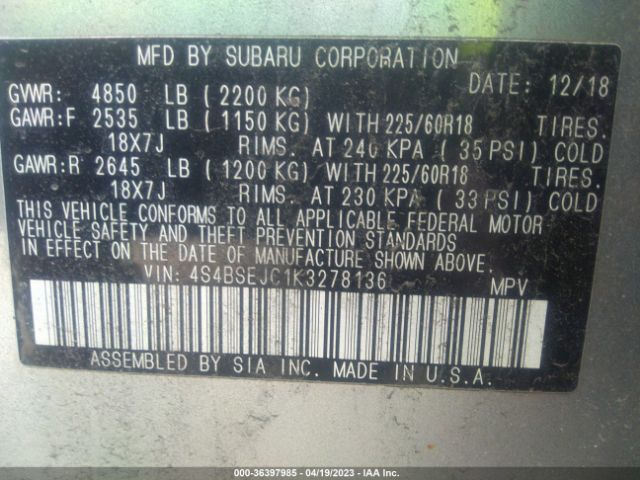 MFD BY SUBARU CORPORATION
DATE: 12/18
GVWR: 4850 LB ( 2200 KG)
GAWR:F 2535 LB ( 1150 KG) WITH 225/60R18 TIRES.
18X7J RIMS. AT 240 KPA ( 35 PSI) COLD
GAWR:R 2645 LB ( 1200 KG) WITH 225/60R18 TIRES.
18X7J RIMS. AT 230 KPA ( 33 PSI) COLD
THIS VEHICLE CONFORMS TO ALL APPLICABLE FEDERAL MOTOR
VEHICLE SAFETY AND THEFT PREVENTION STANDARDS
IN EFFECT ON THE DATE OF MANUFACTURE SHOWN ABOVE.
VIN: 4S4BSEJC1K3278136 MPV
ASSEMBLED BY SIA INC. MADE IN U.S.A.
000-36397985 - 04/19/2023 - IAA Inc.